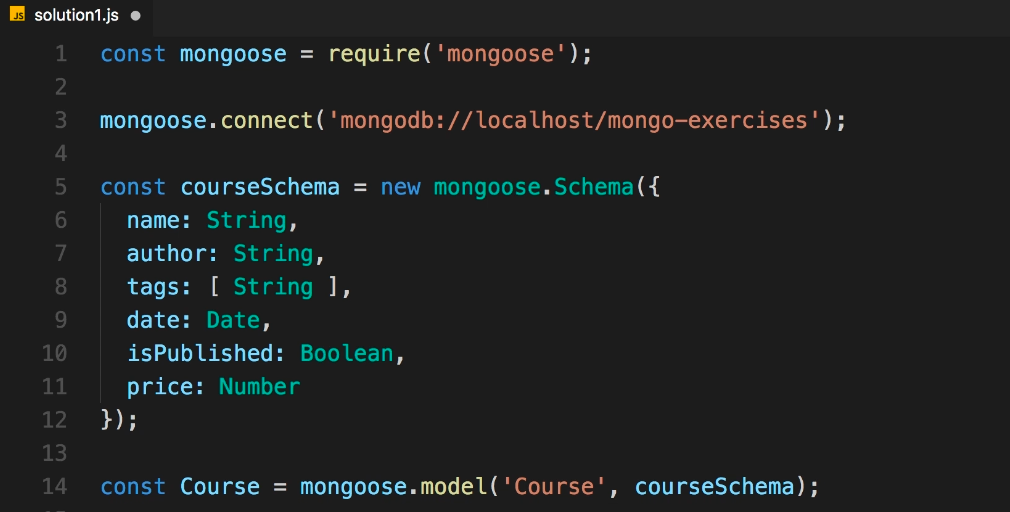 JS solution1.js
1 const mongoose = require('mongoose');
2
3 mongoose.connect('mongodb://localhost/mongo-exercises');
4
5 const courseSchema = new mongoose.Schema({
6 name: String,
7 author: String,
8 tags: [ String ],
9 date: Date,
10 isPublished: Boolean,
11 price: Number
12 });
13
14 const Course = mongoose.model('Course', courseSchema);